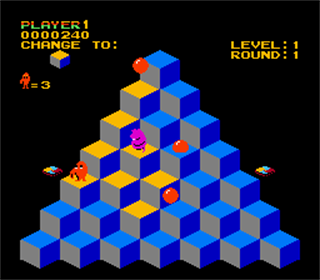 PLAYER 1
0000240
CHANGE TO:
LEVEL: 1
ROUND: 1
= 3